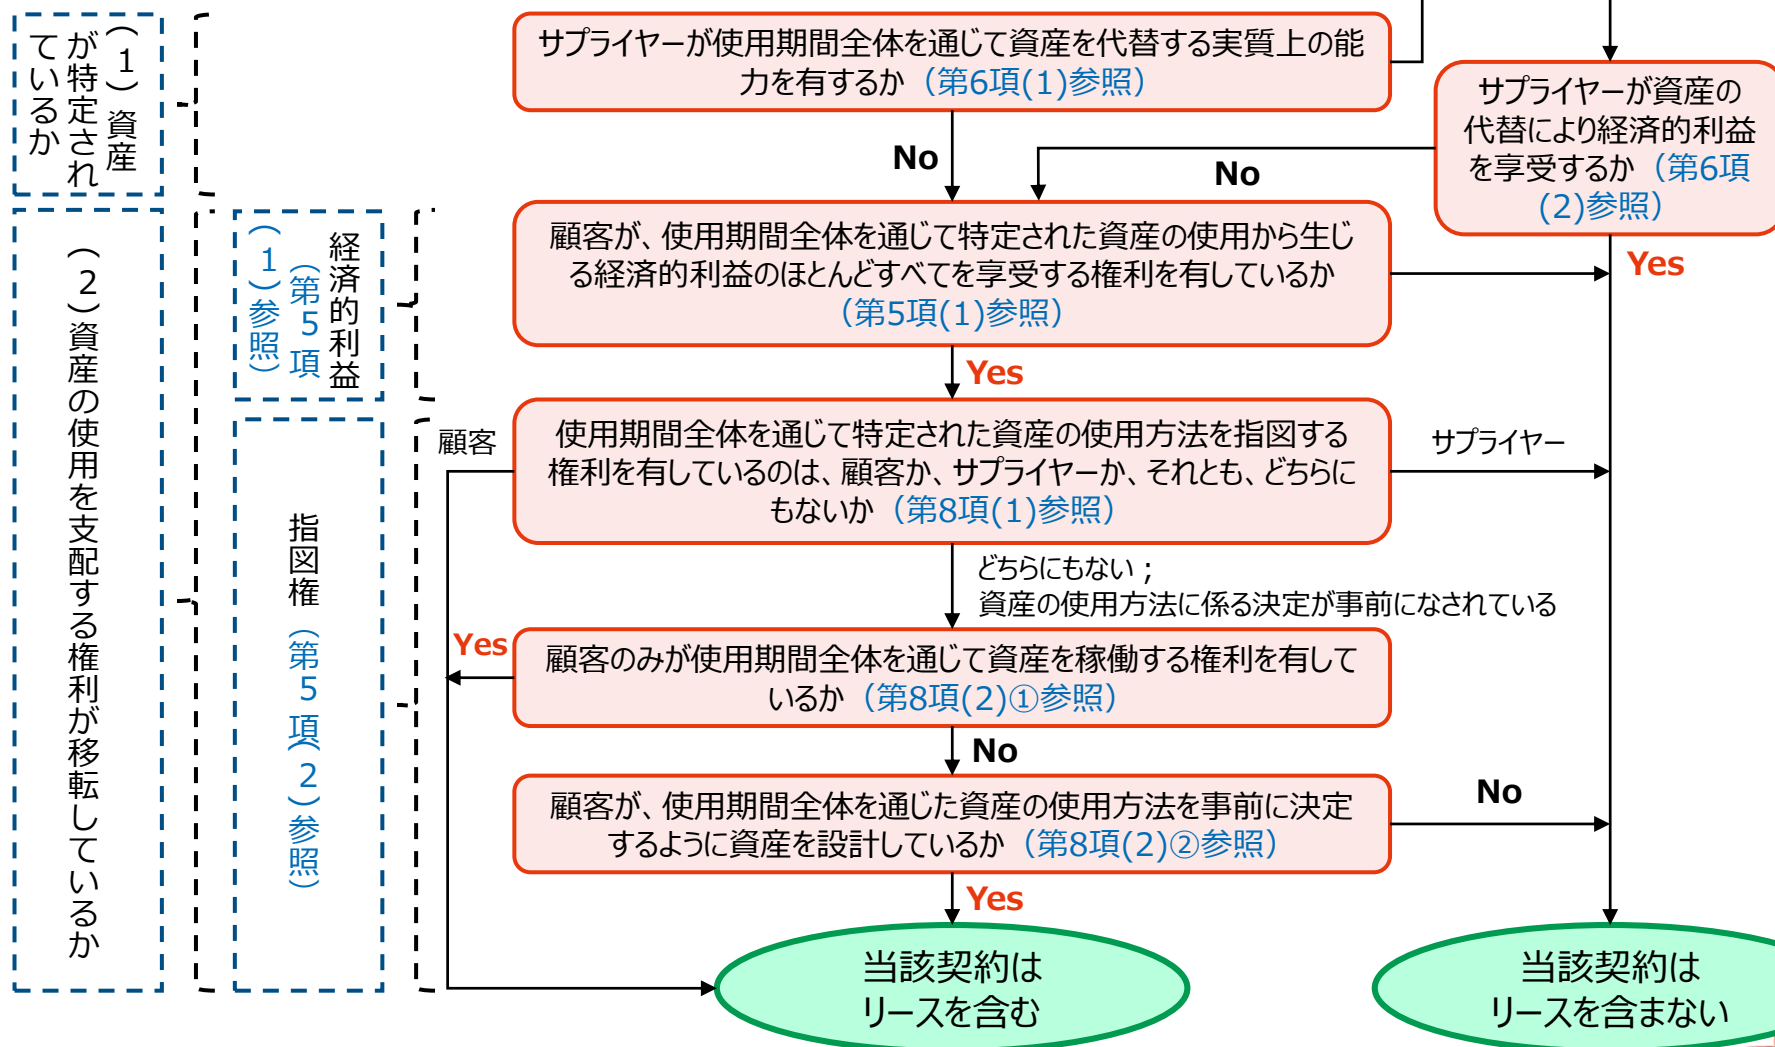 (1)資産
が特定され
ているか
サプライヤーが使用期間全体を通じて資産を代替する実質上の能
力を有するか（第6項(1)参照）
サプライヤーが資産の
代替により経済的利益
を享受するか（第6項
(2)参照）
No
No
Yes
(2)資産の使用を支配する権利が移転しているか
経済的利益
(第5項
(1)参照)
顧客が、使用期間全体を通じて特定された資産の使用から生じ
る経済的利益のほとんどすべてを享受する権利を有しているか
（第5項(1)参照）
Yes
指図権（第5項(2)参照）
顧客
使用期間全体を通じて特定された資産の使用方法を指図する
権利を有しているのは、顧客か、サプライヤーか、それとも、どちらに
もないか（第8項(1)参照）
サプライヤー
どちらにもない；
資産の使用方法に係る決定が事前になされている
Yes
顧客のみが使用期間全体を通じて資産を稼働する権利を有して
いるか（第8項(2)①参照）
No
顧客が、使用期間全体を通じた資産の使用方法を事前に決定
するように資産を設計しているか（第8項(2)②参照）
No
Yes
当該契約は
リースを含む
当該契約は
リースを含まない